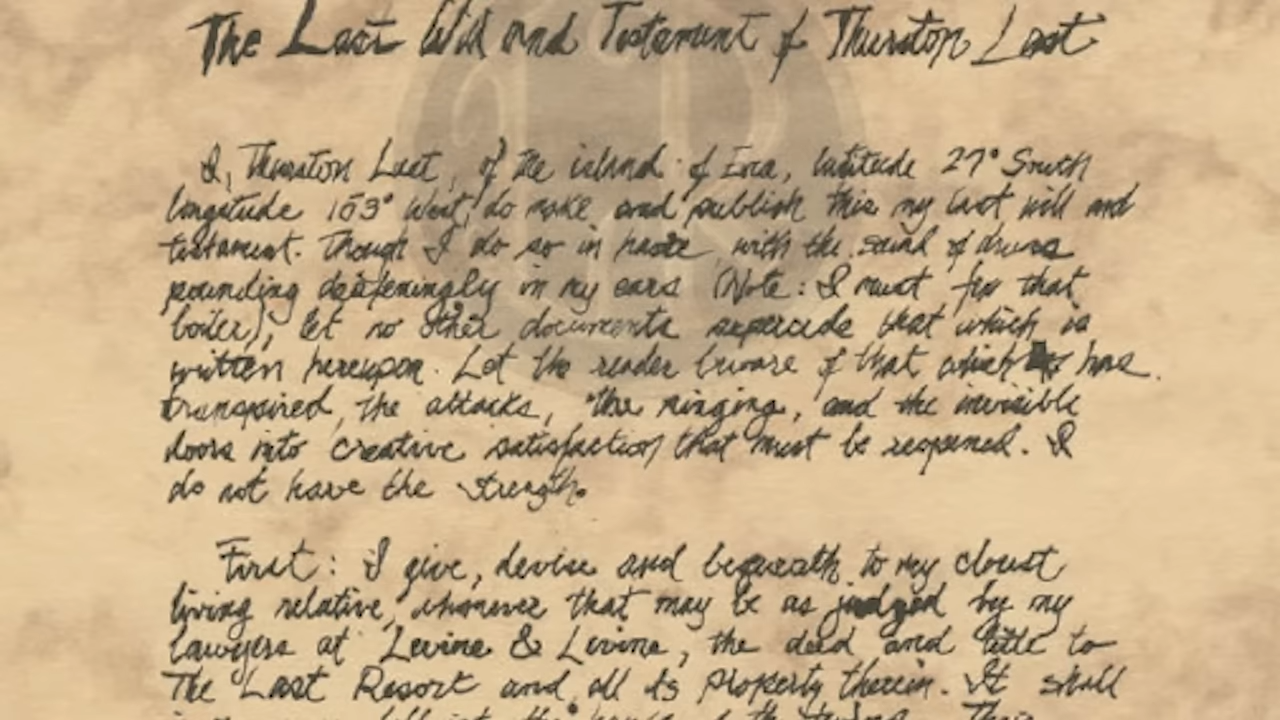 The Last Will and Testament of Thurston Last
I, Thurston Last, of the island of Erca, latitude 27° South
longitude 153° West, do make and publish this my last will and
testament. Though I do so in haste, with the sound of drums
pounding deafeningly in my ears (Note: I must fix that
boiler), let no other documents supercede that which is
written hereupon. Let the reader beware of that which has
transpired, the attacks, the ringing, and the invisible
doors into creative satisfaction that must be reopened. I
do not have the strength.
First: I give, devise and bequeath to my closest
living relative, whomever that may be as judged by my
lawyers at Levine & Levine, the deed and title to
The Last Resort and all its property therein. It shall